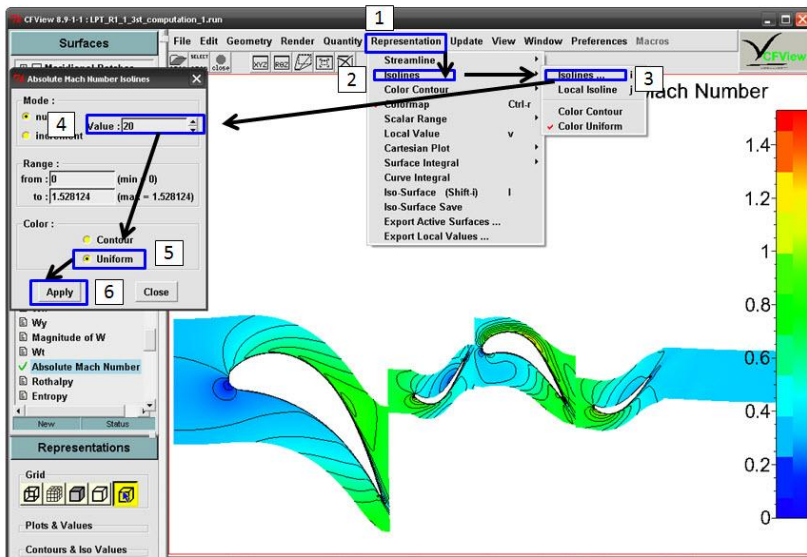 CFView 8.9-1-1 : LPT_R1_1_3st_computation_1.run
1
Surfaces
File Edit Geometry Render Quantity Representation Update View Window Preferences Macros
SELECT
close
XYZ
CFView
Absolute Mach Number Isolines
Mode :
4
Value : 20
Range :
from : 0 (min = 0)
to : 1.528124 (max = 1.528124)
Color :
Contour
Uniform
5
Apply
6
Close
2
Streamline
Isolines
Color Contour
Colormap Ctrl-r
Scalar Range
Local Value v
Cartesian Plot
Surface Integral
Curve Integral
Iso-Surface (Shift-i) I
Iso-Surface Save
Export Active Surfaces ...
Export Local Values ...
Isolines ... i
3
Local Isoline j
Color Contour
Color Uniform
Mach Number
1.4
1.2
1
0.8
0.6
0.4
0.2
0
Wy
Magnitude of W
Wt
Absolute Mach Number
Rothalpy
Entropy
New Status
Representations
Grid
Plots & Values
Contours & Iso Values